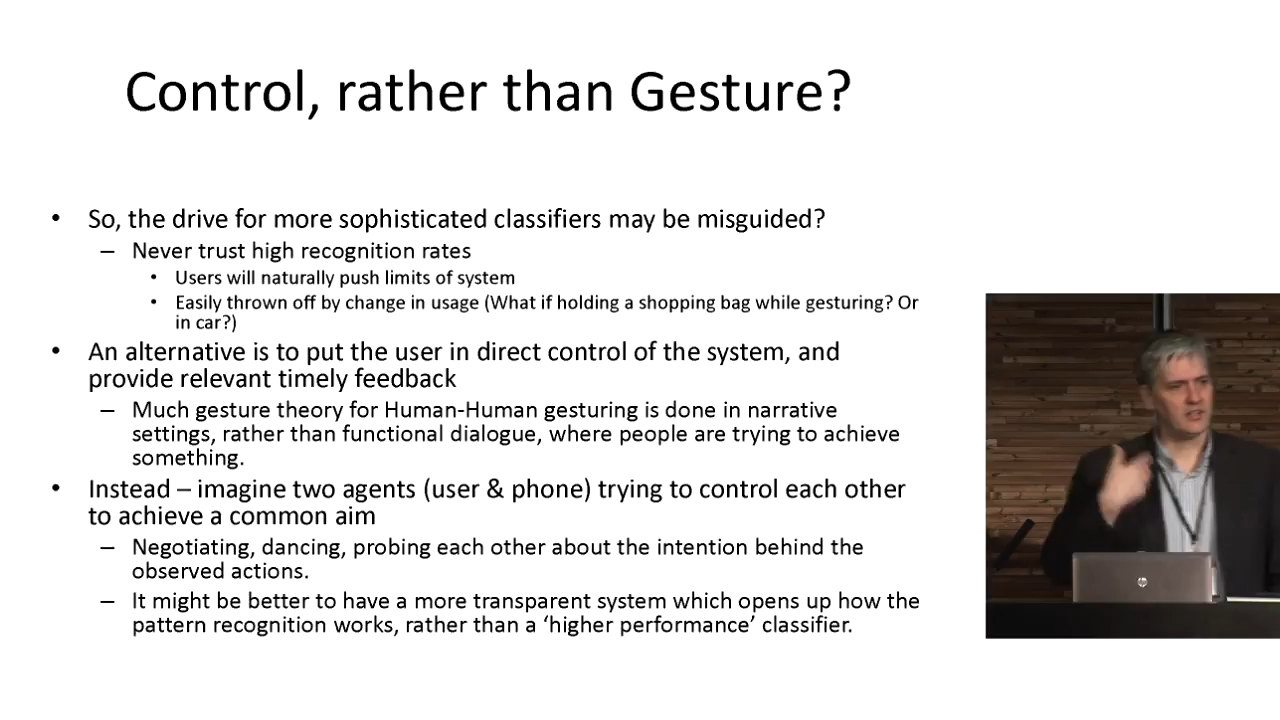 Control, rather than Gesture?
• So, the drive for more sophisticated classifiers may be misguided?
– Never trust high recognition rates
• Users will naturally push limits of system
• Easily thrown off by change in usage (What if holding a shopping bag while gesturing? Or
in car?)
• An alternative is to put the user in direct control of the system, and
provide relevant timely feedback
– Much gesture theory for Human-Human gesturing is done in narrative
settings, rather than functional dialogue, where people are trying to achieve
something.
• Instead – imagine two agents (user & phone) trying to control each other
to achieve a common aim
– Negotiating, dancing, probing each other about the intention behind the
observed actions.
– It might be better to have a more transparent system which opens up how the
pattern recognition works, rather than a ‘higher performance’ classifier.
hp